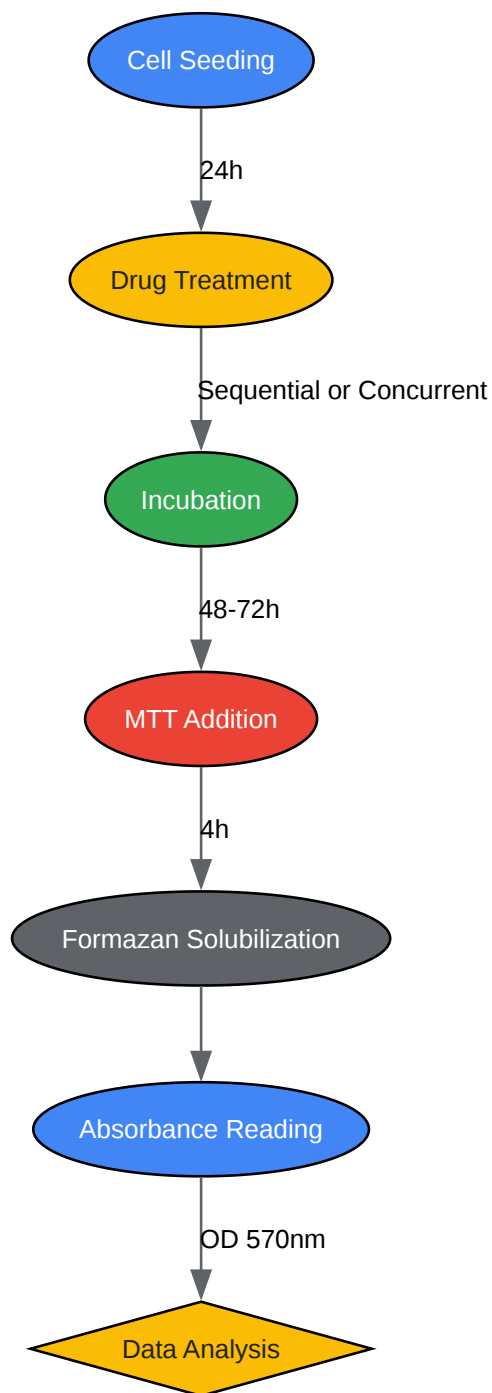 Cell Seeding
24h
Drug Treatment
Sequential or Concurrent
Incubation
48-72h
MTT Addition
4h
Formazan Solubilization
Absorbance Reading
OD 570nm
Data Analysis